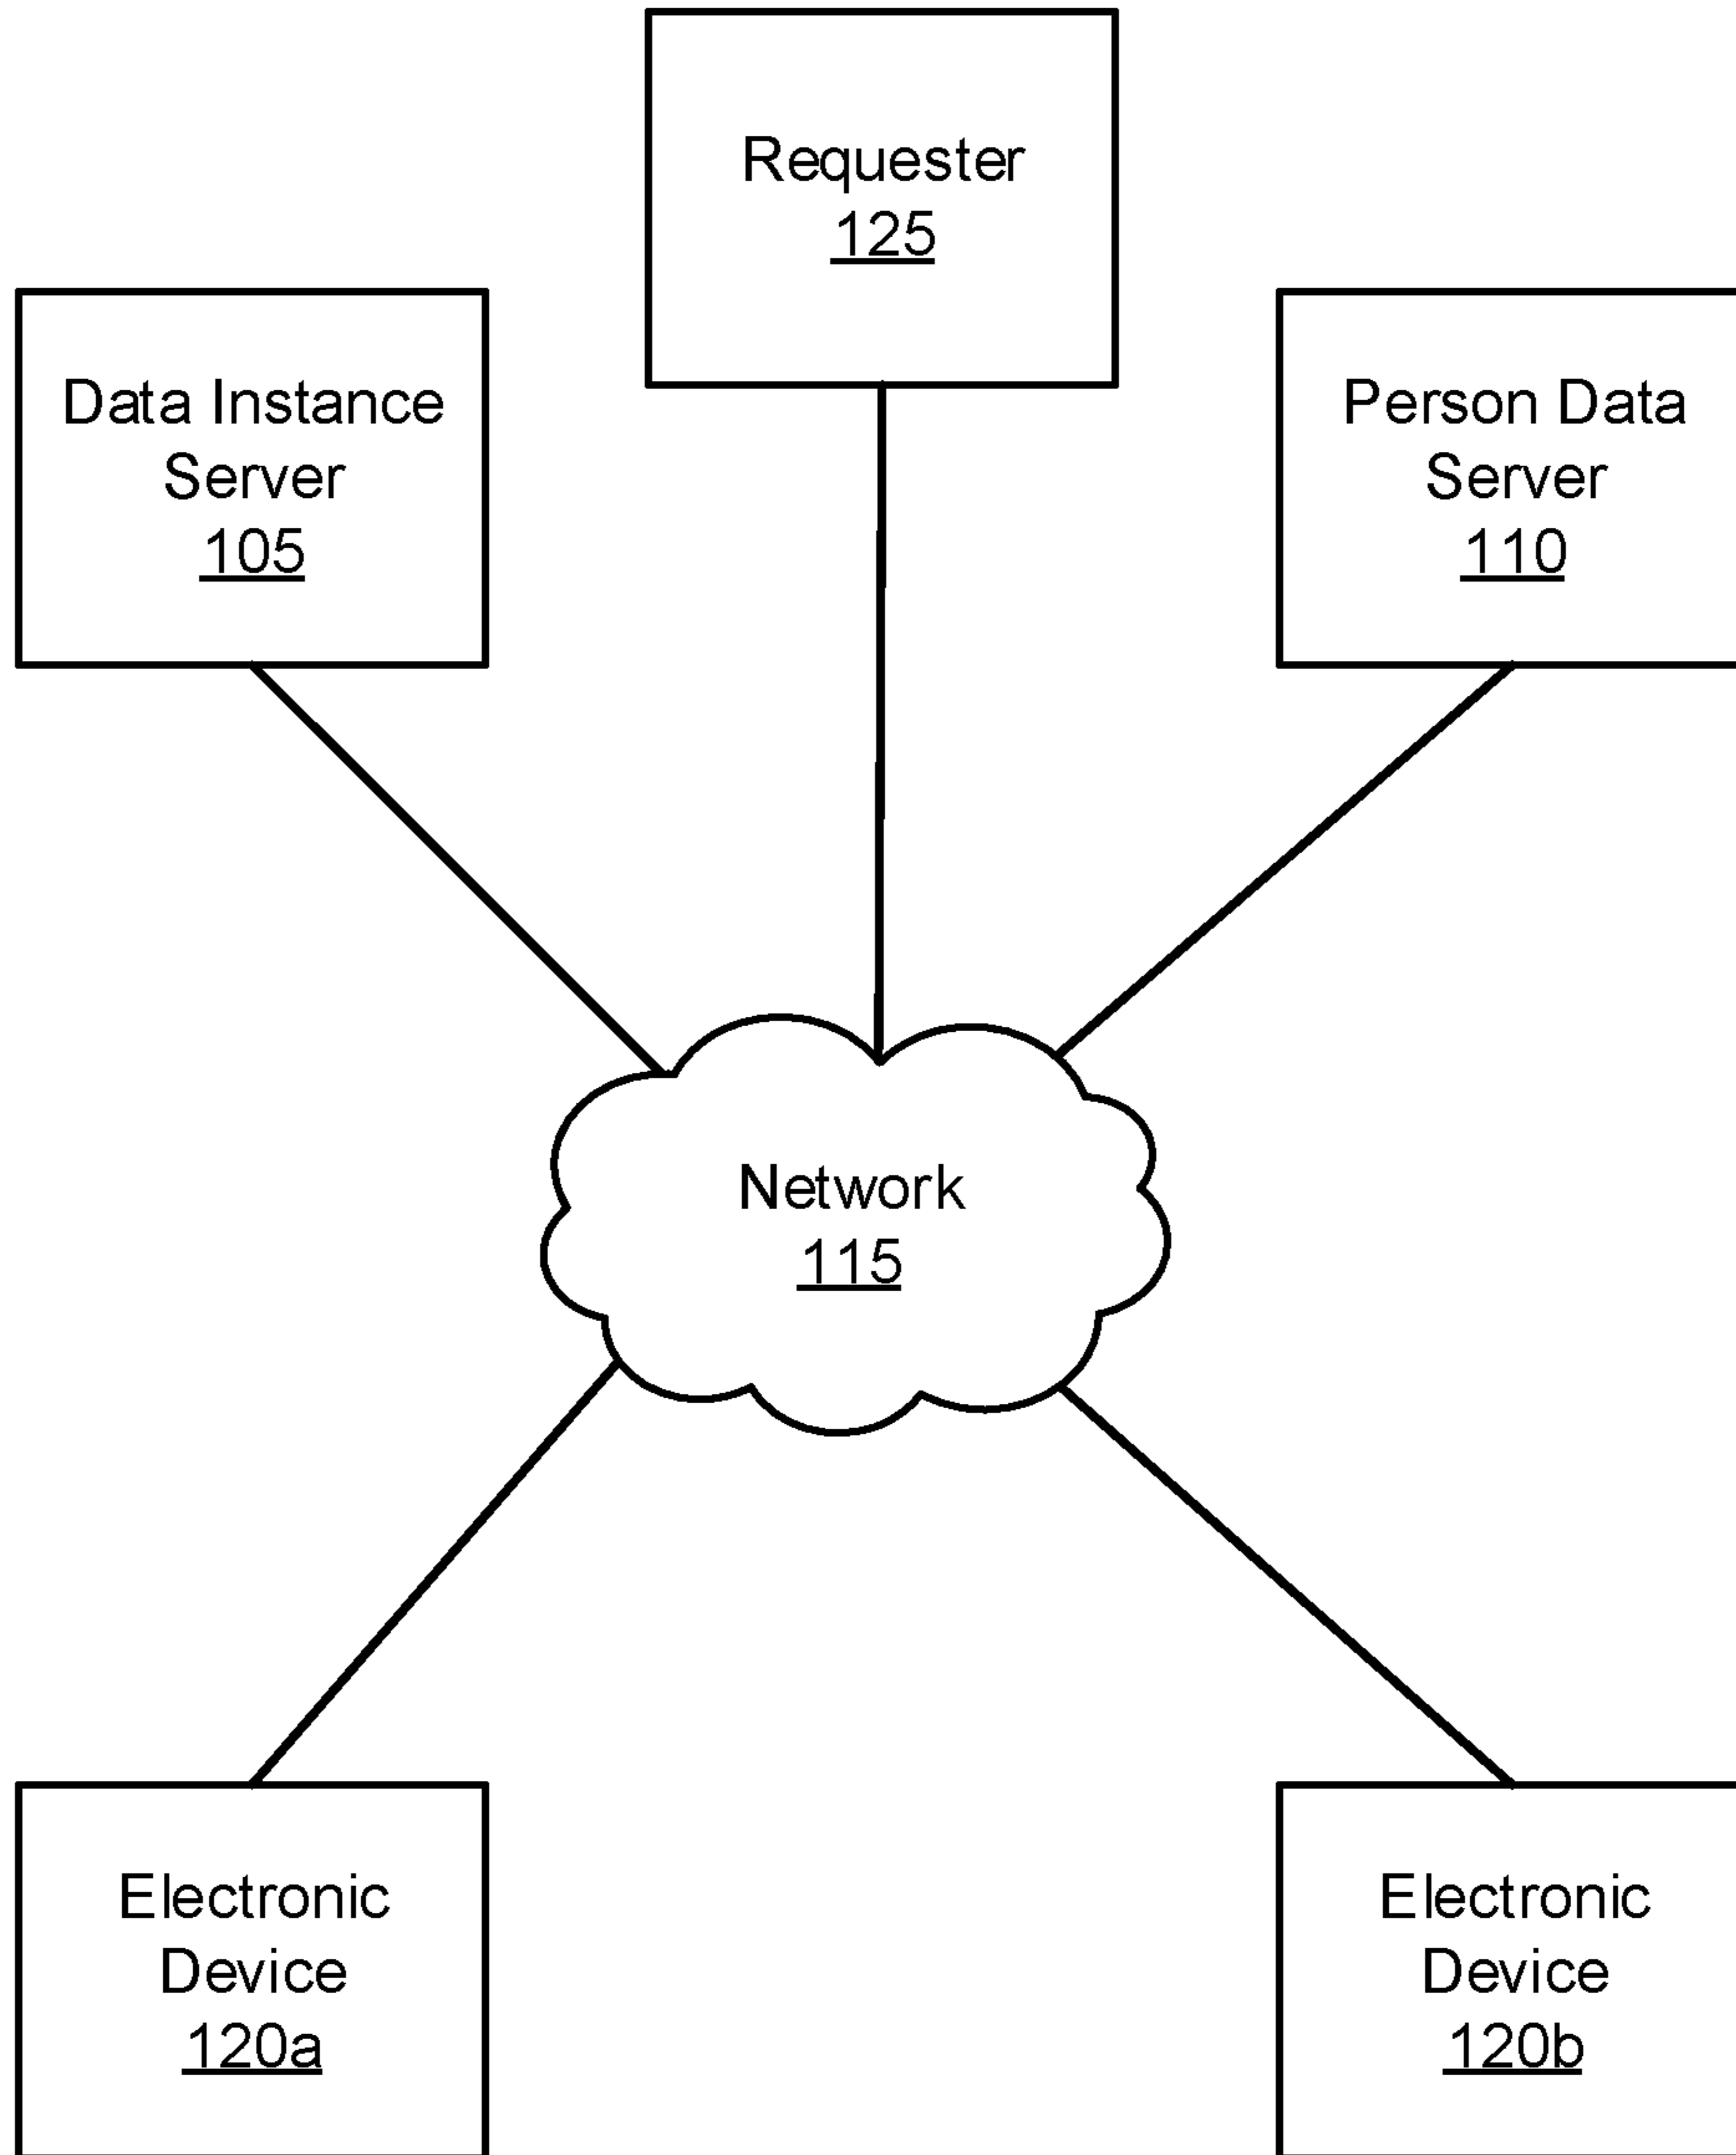 Requester
125
Data Instance
Server
105
Person Data
Server
110
Network
115
Electronic
Device
120a
Electronic
Device
120b